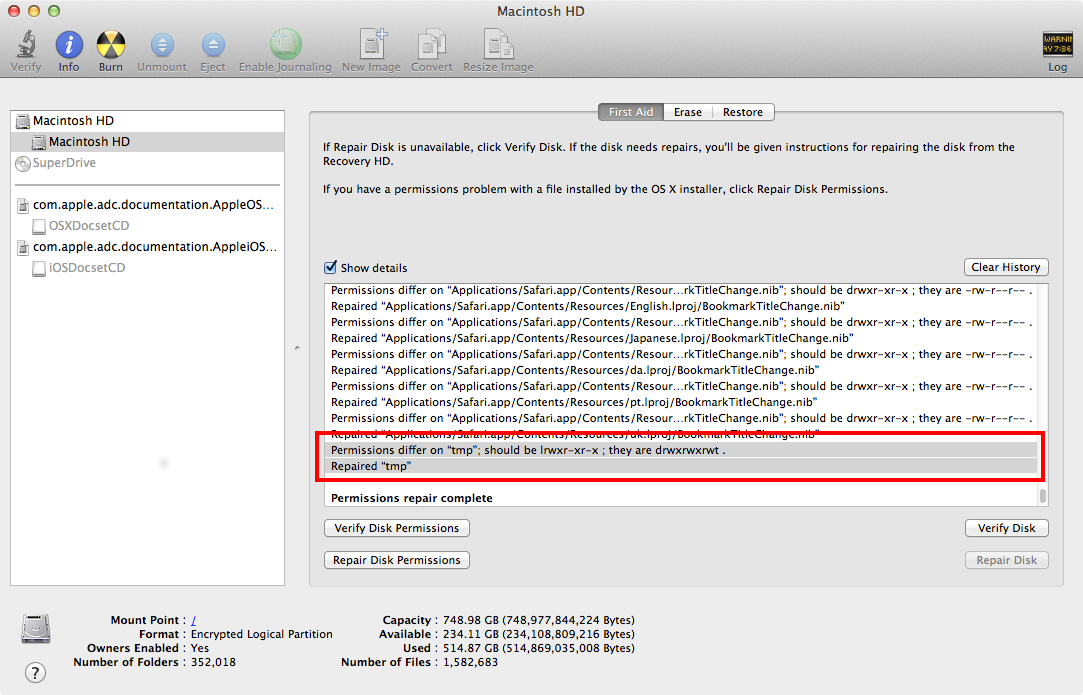 Macintosh HD
Verify
Info
Burn
Unmount
Eject
Enable Journaling
New Image
Convert
Resize Image
WARNIN
AY 7:86
Log
Macintosh HD
Macintosh HD
SuperDrive
com.apple.adc.documentation.AppleOS...
OSXDocsetCD
com.apple.adc.documentation.AppleiOS...
iOSDocsetCD
First Aid
Erase
Restore
If Repair Disk is unavailable, click Verify Disk. If the disk needs repairs, you'll be given instructions for repairing the disk from the
Recovery HD.
If you have a permissions problem with a file installed by the OS X installer, click Repair Disk Permissions.
Show details
Clear History
Permissions differ on “Applications/Safari.app/Contents/Resour…rkTitleChange.nib”; should be drwxr-xr-x ; they are -rw-r--r-- .
Repaired “Applications/Safari.app/Contents/Resources/English.lproj/BookmarkTitleChange.nib”
Permissions differ on “Applications/Safari.app/Contents/Resour…rkTitleChange.nib”; should be drwxr-xr-x ; they are -rw-r--r-- .
Repaired “Applications/Safari.app/Contents/Resources/Japanese.lproj/BookmarkTitleChange.nib”
Permissions differ on “Applications/Safari.app/Contents/Resour…rkTitleChange.nib”; should be drwxr-xr-x ; they are -rw-r--r-- .
Repaired “Applications/Safari.app/Contents/Resources/da.lproj/BookmarkTitleChange.nib”
Permissions differ on “Applications/Safari.app/Contents/Resour…rkTitleChange.nib”; should be drwxr-xr-x ; they are -rw-r--r-- .
Repaired “Applications/Safari.app/Contents/Resources/pt.lproj/BookmarkTitleChange.nib”
Permissions differ on “Applications/Safari.app/Contents/Resour…rkTitleChange.nib”; should be drwxr-xr-x ; they are -rw-r--r-- .
Repaired “Applications/Safari.app/Contents/Resources/uk.lproj/BookmarkTitleChange.nib”
Permissions differ on “tmp”; should be lrwxr-xr-x ; they are drwxrwxrwt .
Repaired “tmp”
Permissions repair complete
Verify Disk Permissions
Verify Disk
Repair Disk Permissions
Repair Disk
Mount Point : /
Format : Encrypted Logical Partition
Owners Enabled : Yes
Number of Folders : 352,018
Capacity : 748.98 GB (748,977,844,224 Bytes)
Available : 234.11 GB (234,108,809,216 Bytes)
Used : 514.87 GB (514,869,035,008 Bytes)
Number of Files : 1,582,683
?